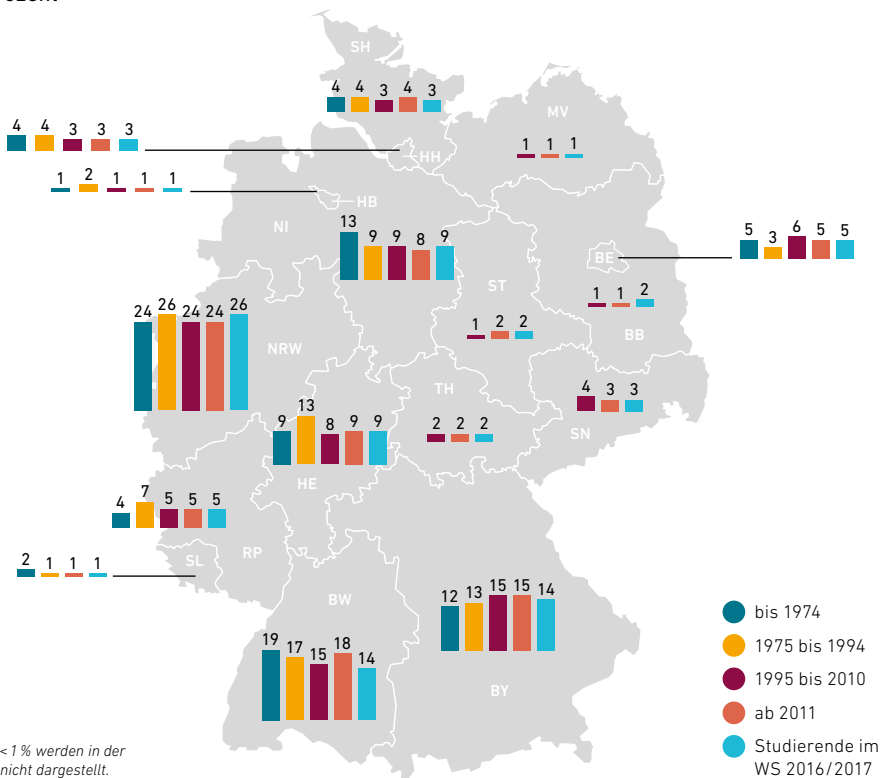 SH
4 4 3 4 3
MV
1 1 1
4 4 3 3 3
HH
1 2 1 1 1
HB
NI
13 9 9 8 9
5 3 6 5 5
BE
ST
1 1 2
BB
1 2 2
24 26 24 24 26
NRW
TH
2 2 2
4 3 3
SN
9 13 8 9 9
HE
4 7 5 5 5
RP
SL
2 1 1 1
BW
19 17 15 18 14
12 13 15 15 14
BY
bis 1974
1975 bis 1994
1995 bis 2010
ab 2011
Studierende im
WS 2016/2017
< 1 % werden in der
nicht dargestellt.